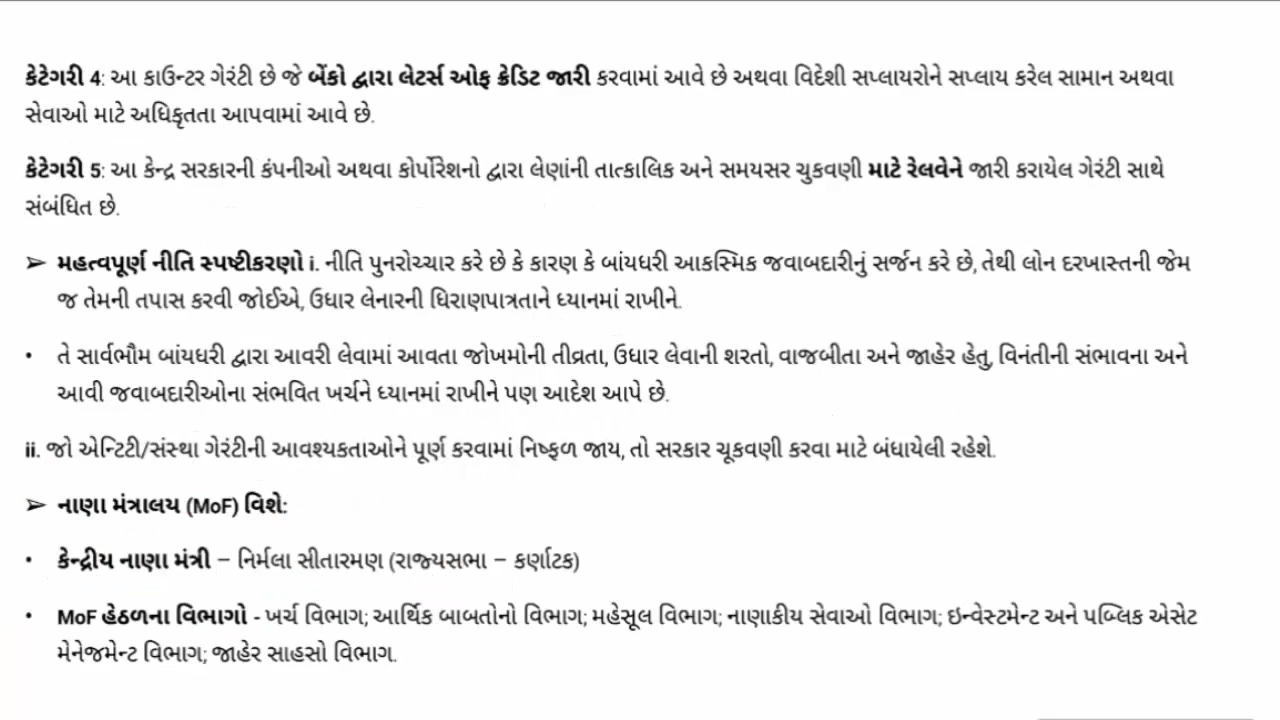 કેટેગરી 4: આ કાઉન્ટર ગેરંટી છે જે બેંકો દ્વારા લેટર્સ ઓફ ક્રેડિટ જારી કરવામાં આવે છે અથવા વિદેશી સપ્લાયરોને સપ્લાય કરેલ સામાન અથવા
સેવાઓ માટે અધિકૃતતા આપવામાં આવે છે.
કેટેગરી 5: આ કેન્દ્ર સરકારની કંપનીઓ અથવા કોર્પોરેશનો દ્વારા લેણાંની તાત્કાલિક અને સમયસર ચુકવણી માટે રેલવેને જારી કરાયેલ ગેરંટી સાથે
સંબંધિત છે.
➢ મહત્વપૂર્ણ નીતિ સ્પષ્ટીકરણો i. નીતિ પુનરોચ્ચાર કરે છે કે કારણ કે બાંયધરી આકસ્મિક જવાબદારીનું સર્જન કરે છે, તેથી લોન દરખાસ્તની જેમ
જ તેમની તપાસ કરવી જોઈએ, ઉધાર લેનારની ધિરાણપાત્રતાને ધ્યાનમાં રાખીને.
• તે સાર્વભૌમ બાંયધરી દ્વારા આવરી લેવામાં આવતા જોખમોની તીવ્રતા, ઉધાર લેવાની શરતો, વાજબીતા અને જાહેર હેતુ, વિનંતીની સંભાવના અને
આવી જવાબદારીઓના સંભવિત ખર્ચને ધ્યાનમાં રાખીને પણ આદેશ આપે છે.
ii. જો એન્ટિટી/સંસ્થા ગેરંટીની આવશ્યકતાઓને પૂર્ણ કરવામાં નિષ્ફળ જાય, તો સરકાર ચૂકવણી કરવા માટે બંધાયેલી રહેશે.
➢ નાણા મંત્રાલય (MoF) વિશે:
• કેન્દ્રીય નાણા મંત્રી – નિર્મલા સીતારમણ (રાજ્યસભા – કર્ણાટક)
• MoF હેઠળના વિભાગો - ખર્ચ વિભાગ; આર્થિક બાબતોનો વિભાગ; મહેસૂલ વિભાગ; નાણાકીય સેવાઓ વિભાગ; ઇન્વેસ્ટમેન્ટ અને પબ્લિક એસેટ
મેનેજમેન્ટ વિભાગ; જાહેર સાહસો વિભાગ.